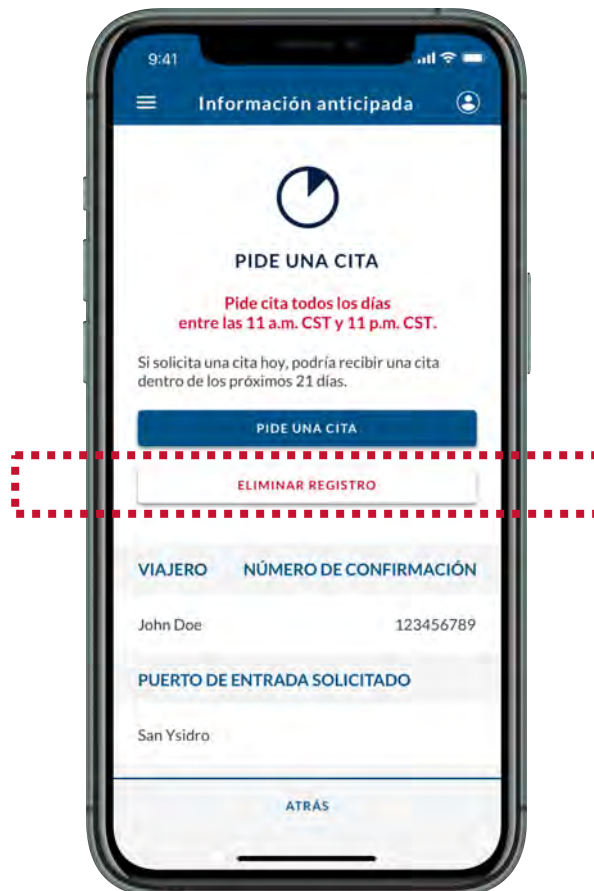 9:41
Información anticipada
PIDE UNA CITA
Pide cita todos los días
entre las 11 a.m. CST y 11 p.m. CST.
Si solicita una cita hoy, podría recibir una cita
dentro de los próximos 21 días.
PIDE UNA CITA
ELIMINAR REGISTRO
VIAJERO NÚMERO DE CONFIRMACIÓN
John Doe 123456789
PUERTO DE ENTRADA SOLICITADO
San Ysidro
ATRÁS